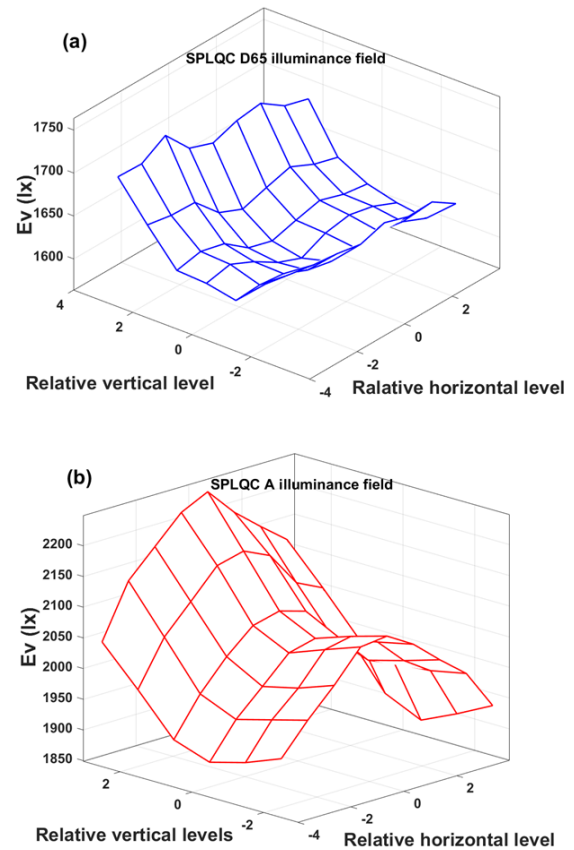 (a)
SPLQC D65 illuminance field
Ev (lx)
1750
1700
1650
1600
4
2
0
-2
-4
-2
0
2
Relative vertical level
Ralative horizontal level
(b)
SPLQC A illuminance field
Ev (lx)
2200
2150
2100
2050
2000
1950
1900
1850
2
0
-2
-4
-2
0
2
Relative vertical levels
Relative horizontal level